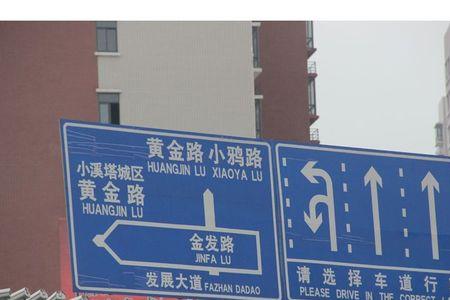 黄金路 小鸦路
HUANGJIN LU XIAOYA LU
小溪塔城区
黄金路
HUANGJIN LU
金发路
JINFA LU
发展大道 FAZHAN DADAO
请选择车道行
PLEASE DRIVE IN THE CORRECT L